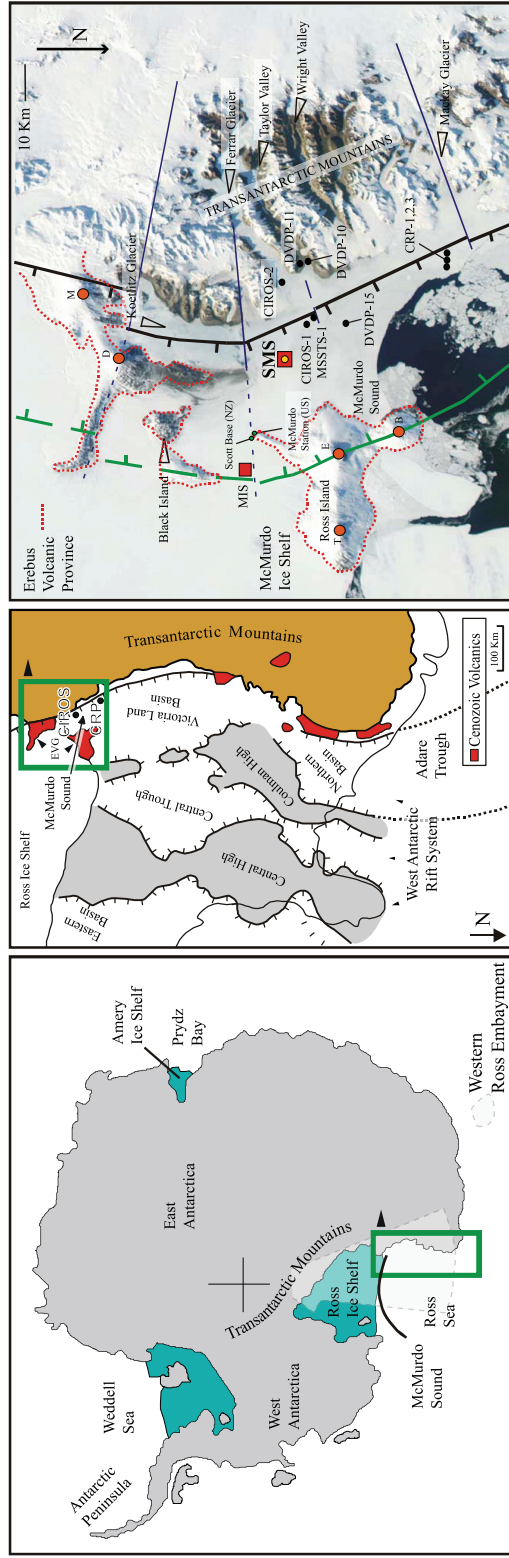 Antarctic
Peninsula
Weddell
Sea
West
Antarctica
East
Antarctica
Transantarctic Mountains
Ross
Ice Shelf
Amery
Ice Shelf
Prydz
Bay
McMurdo
Sound
Ross
Sea
Western
Ross Embayment
Ross Ice Shelf
Eastern
Basin
McMurdo
Sound
EVG
CIROS
CRP
Transantarctic Mountains
Victoria Land
Basin
Central Trough
Central High
Coulman High
Northern
Basin
Adare
Trough
West Antarctic
Rift System
N
Cenozoic Volcanics
100 Km
Erebus
Volcanic
Province
10 Km
N
M
D
Koettlitz Glacier
Ferrar Glacier
Taylor Valley
Wright Valley
TRANSANTARCTIC MOUNTAINS
Mackay Glacier
Black Island
MIS
Scott Base (NZ)
McMurdo
Station (US)
SMS
CIROS-2
DVDP-11
DVDP-10
CIROS-1
MSSTS-1
DVDP-15
CRP-1,2,3
McMurdo
Ice Shelf
McMurdo
Sound
Ross Island
T
E
B